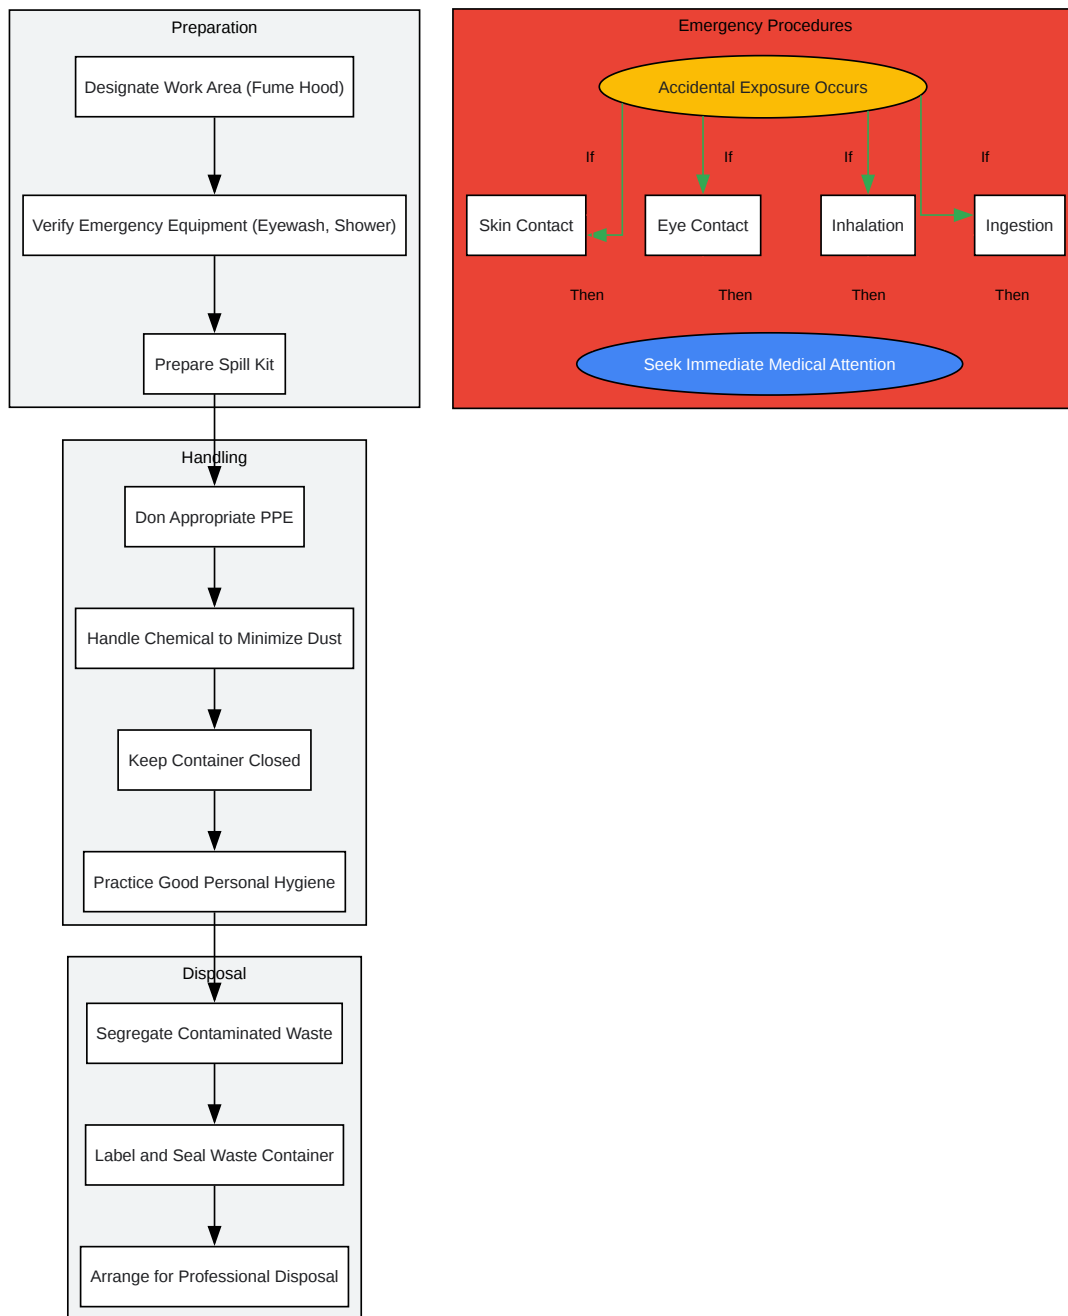 Preparation
Designate Work Area (Fume Hood)
Verify Emergency Equipment (Eyewash, Shower)
Prepare Spill Kit
Handling
Don Appropriate PPE
Handle Chemical to Minimize Dust
Keep Container Closed
Practice Good Personal Hygiene
Disposal
Segregate Contaminated Waste
Label and Seal Waste Container
Arrange for Professional Disposal
Emergency Procedures
Accidental Exposure Occurs
If If If If
Skin Contact Eye Contact Inhalation Ingestion
Then Then Then Then
Seek Immediate Medical Attention